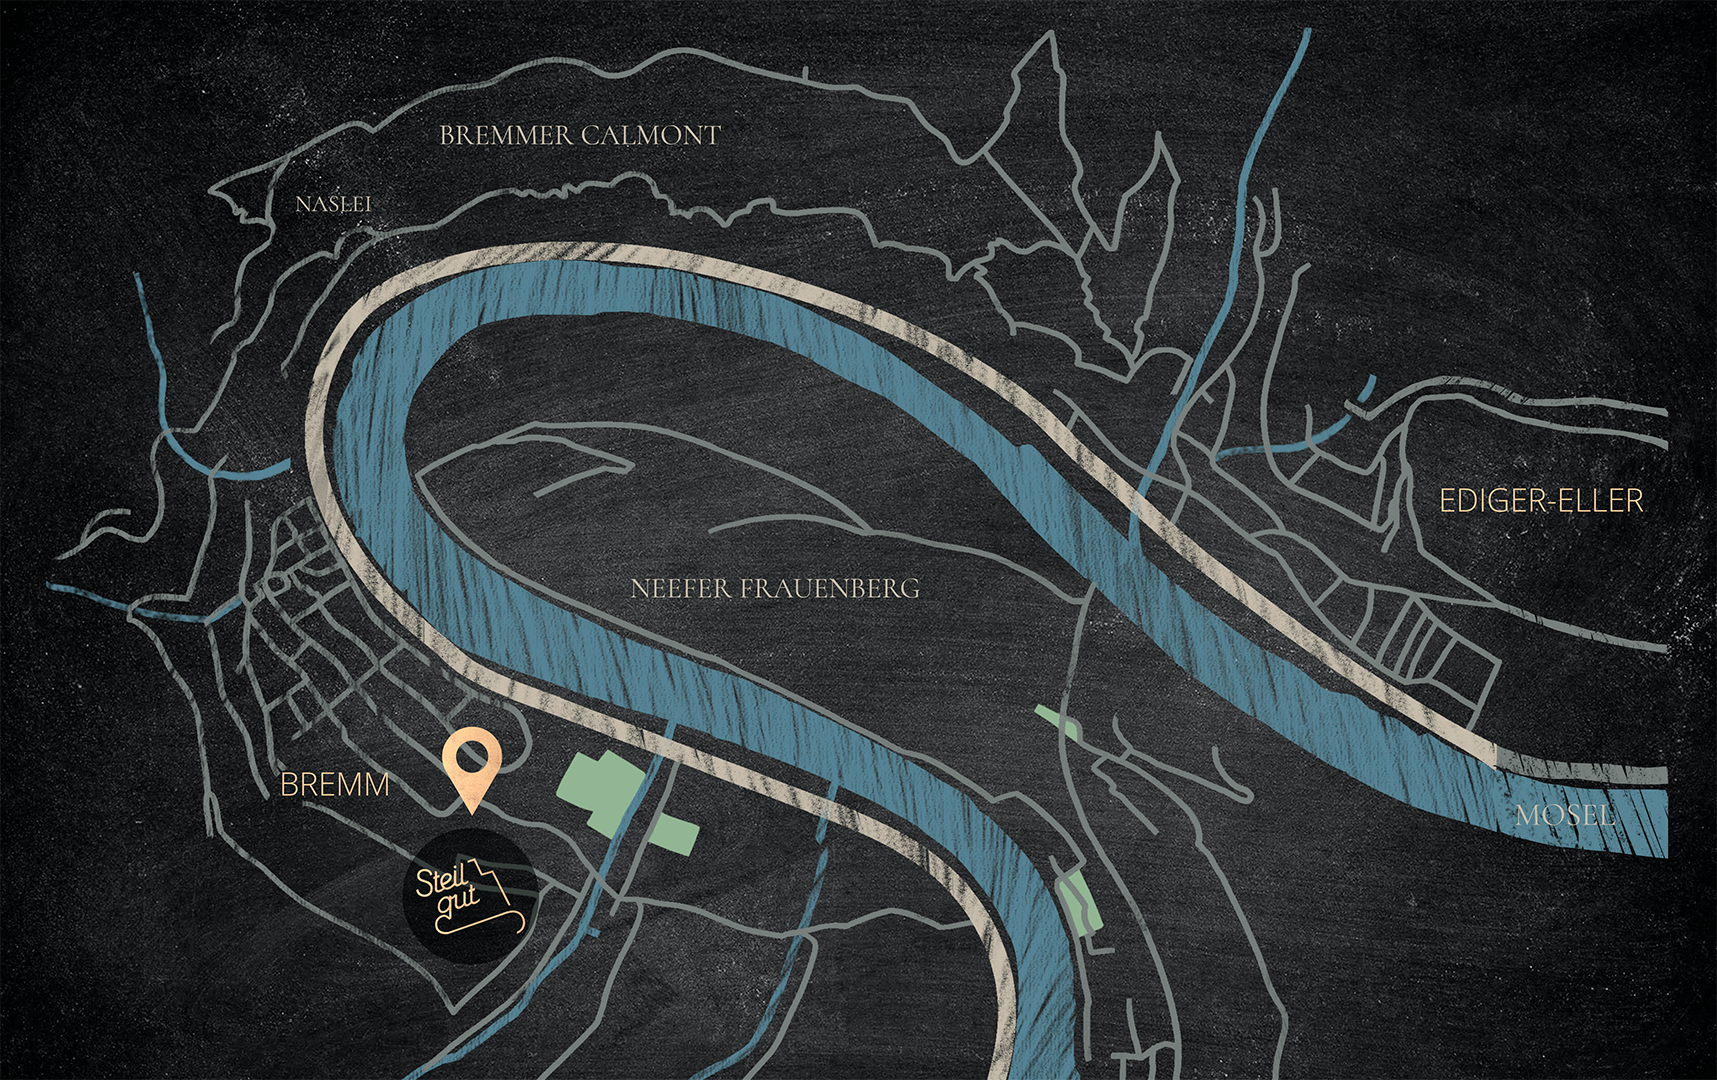 BREMMER CALMONT
NASLEI
EDIGER-ELLER
NEEFER FRAUENBERG
BREMM
MOSEL
Steil
gut